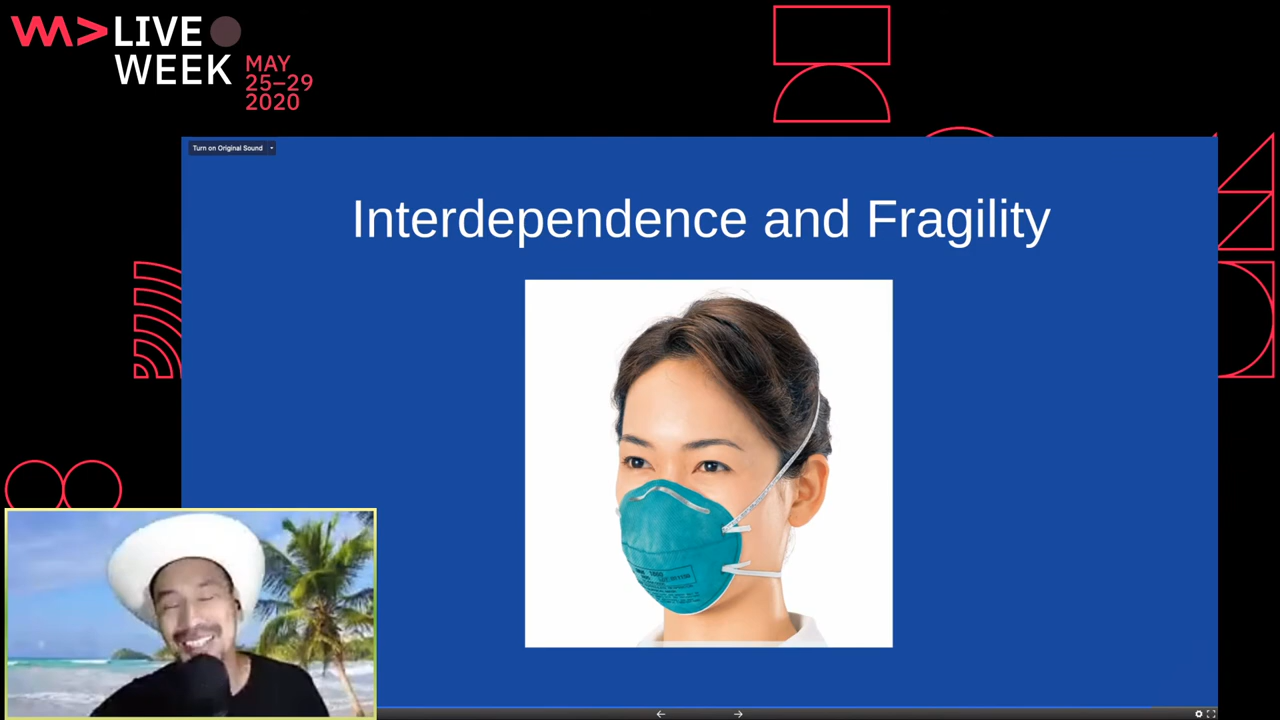 LIVE
WEEK
MAY
25–29
2020
Turn on Original Sound
Interdependence and Fragility